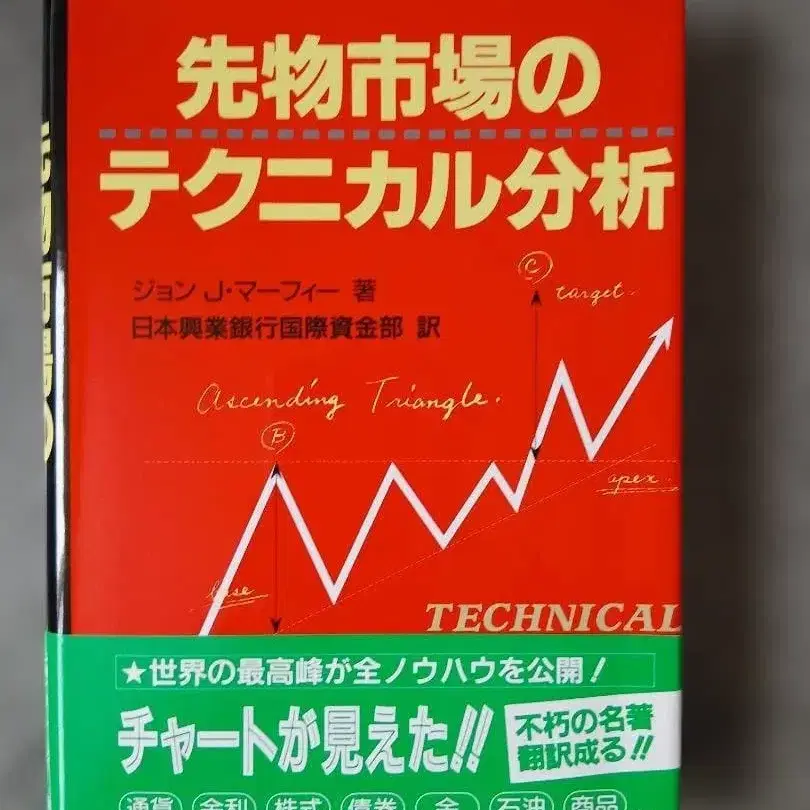 先物市場の
テクニカル分析
ジョン J・マーフィー 著
日本興業銀行国際資金部 訳
C
target.
Ascending Triangle.
B
apex.
base
TECHNICAL
★世界の最高峰が全ノウハウを公開!
チャートが見えた!!
不朽の名著
翻訳成る!!
通貨 金利 株式 債券 金 石油 商品